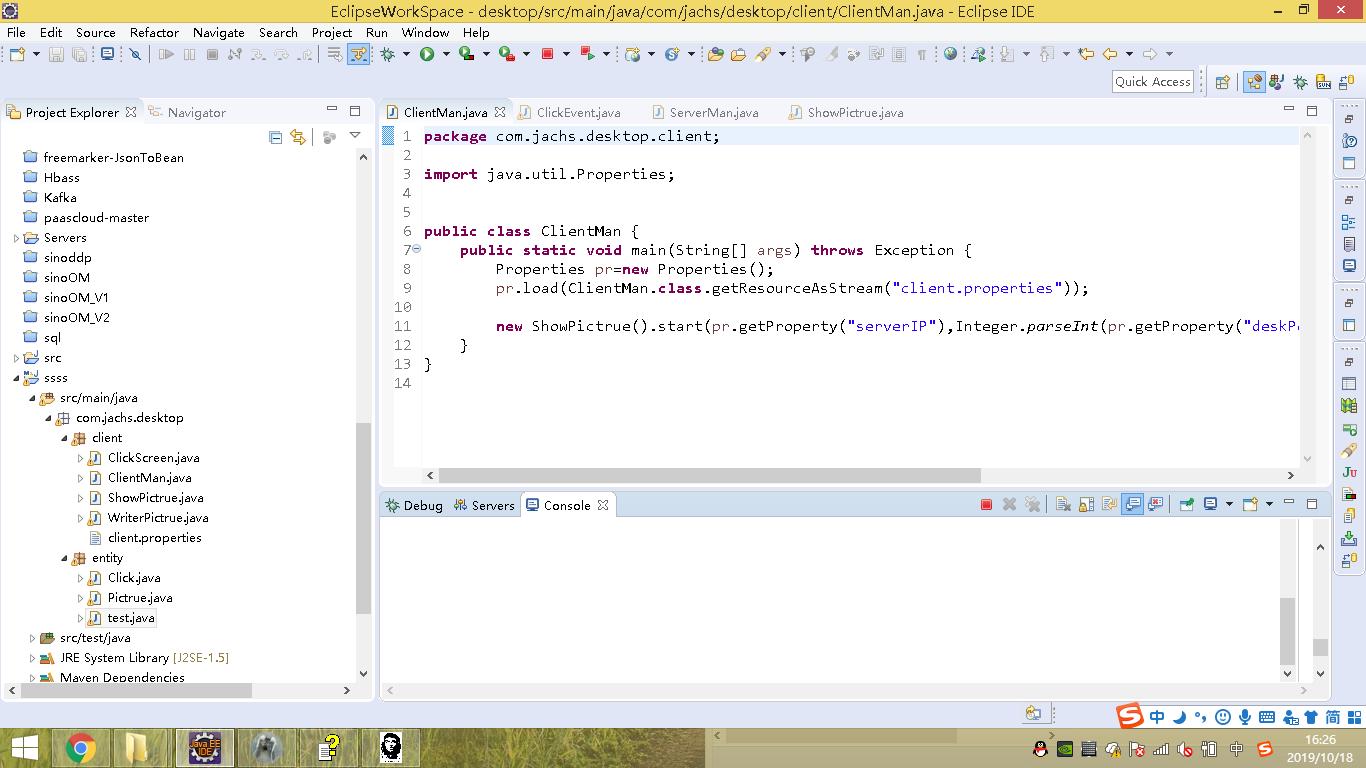 EclipseWorkSpace - desktop/src/main/java/com/jachs/desktop/client/ClientMan.java - Eclipse IDE
File Edit Source Refactor Navigate Search Project Run Window Help
Quick Access
Project Explorer Navigator
freemarker-JsonToBean
Hbass
Kafka
paascloud-master
Servers
sinoddp
sinoOM
sinoOM_V1
sinoOM_V2
sql
src
ssss
src/main/java
com.jachs.desktop
client
ClickScreen.java
ClientMan.java
ShowPictrue.java
WriterPictrue.java
client.properties
entity
Click.java
Pictrue.java
test.java
src/test/java
JRE System Library [J2SE-1.5]
Maven Dependencies
ClientMan.java ClickEvent.java ServerMan.java ShowPictrue.java
1 package com.jachs.desktop.client;
2
3 import java.util.Properties;
4
5
6 public class ClientMan {
7 public static void main(String[] args) throws Exception {
8 Properties pr=new Properties();
9 pr.load(ClientMan.class.getResourceAsStream("client.properties"));
10
11 new ShowPictrue().start(pr.getProperty("serverIP"),Integer.parseInt(pr.getProperty("deskPo
12 }
13 }
14
Debug Servers Console
中 简
Java EE IDE
中
16:26
2019/10/18